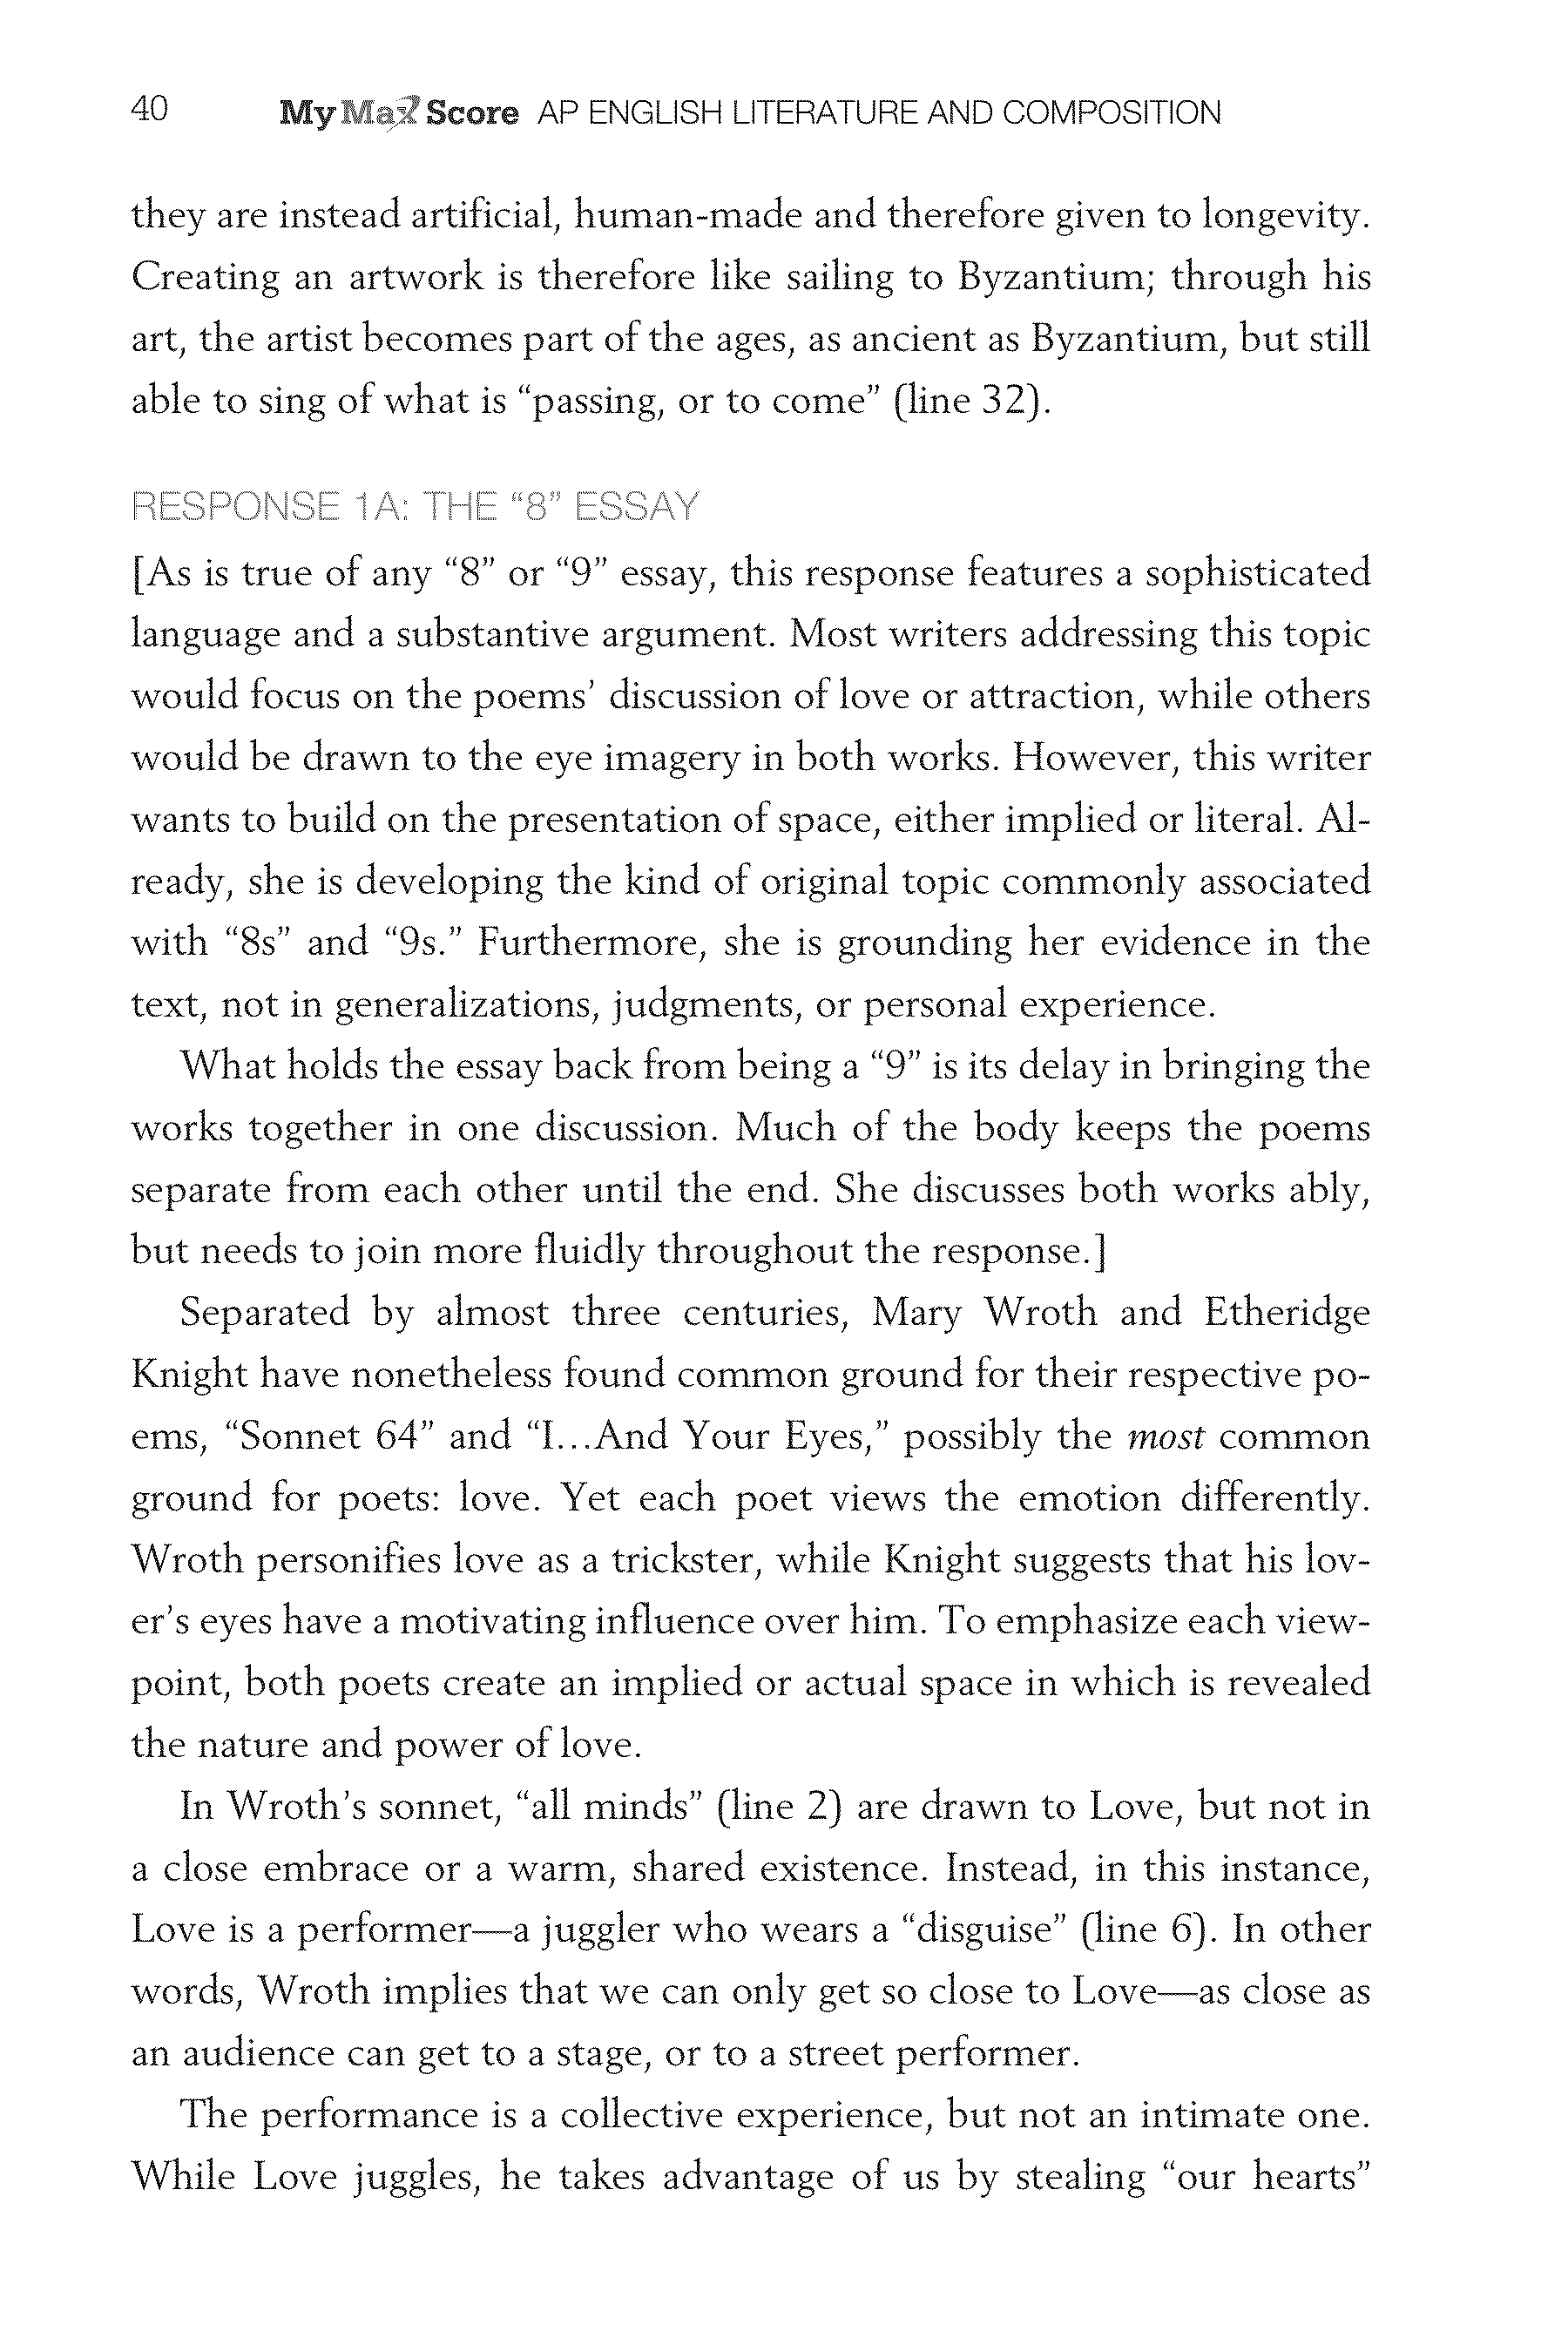 40 MyMaxScore AP ENGLISH LITERATURE AND COMPOSITION
they are instead artificial, human-made and therefore given to longevity.
Creating an artwork is therefore like sailing to Byzantium; through his
art, the artist becomes part of the ages, as ancient as Byzantium, but still
able to sing of what is “passing, or to come” (line 32).
RESPONSE 1A: THE “8” ESSAY
[As is true of any “8” or “9” essay, this response features a sophisticated
language and a substantive argument. Most writers addressing this topic
would focus on the poems’ discussion of love or attraction, while others
would be drawn to the eye imagery in both works. However, this writer
wants to build on the presentation of space, either implied or literal. Al-
ready, she is developing the kind of original topic commonly associated
with “8s” and “9s.” Furthermore, she is grounding her evidence in the
text, not in generalizations, judgments, or personal experience.
What holds the essay back from being a “9” is its delay in bringing the
works together in one discussion. Much of the body keeps the poems
separate from each other until the end. She discusses both works ably,
but needs to join more fluidly throughout the response.]
Separated by almost three centuries, Mary Wroth and Etheridge
Knight have nonetheless found common ground for their respective po-
ems, “Sonnet 64” and “I...And Your Eyes,” possibly the most common
ground for poets: love. Yet each poet views the emotion differently.
Wroth personifies love as a trickster, while Knight suggests that his lov-
er’s eyes have a motivating influence over him. To emphasize each view-
point, both poets create an implied or actual space in which is revealed
the nature and power of love.
In Wroth’s sonnet, “all minds” (line 2) are drawn to Love, but not in
a close embrace or a warm, shared existence. Instead, in this instance,
Love is a performer—a juggler who wears a “disguise” (line 6). In other
words, Wroth implies that we can only get so close to Love—as close as
an audience can get to a stage, or to a street performer.
The performance is a collective experience, but not an intimate one.
While Love juggles, he takes advantage of us by stealing “our hearts”